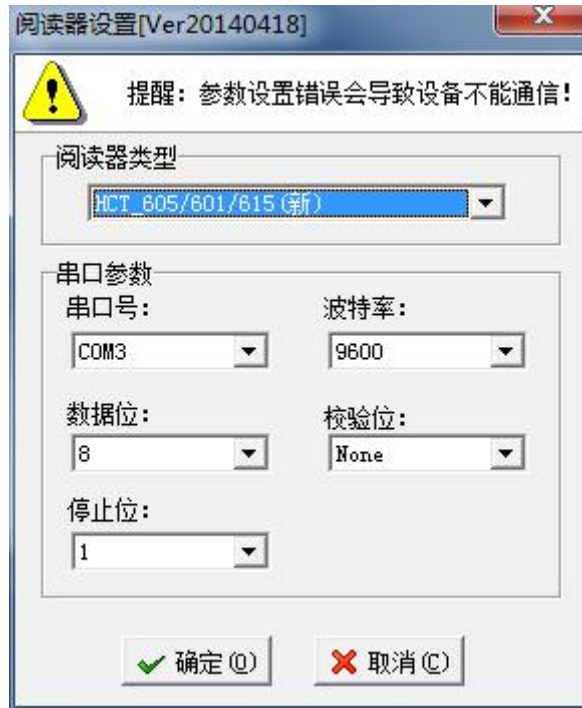 阅读器设置[Ver20140418]
提醒：参数设置错误会导致设备不能通信！
阅读器类型
HCT_605/601/615(新)
串口参数
串口号：
波特率：
COM3
9600
数据位：
校验位：
8
None
停止位：
1
确定(O)
取消(C)